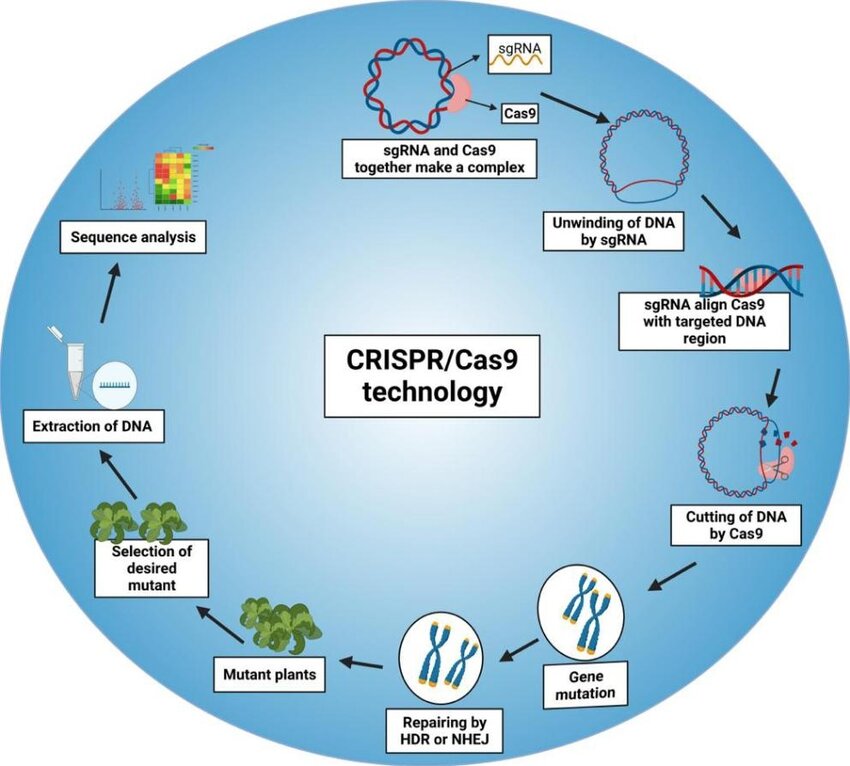 sgRNA
Cas9
sgRNA and Cas9
together make a complex
Unwinding of DNA
by sgRNA
sgRNA align Cas9
with targeted DNA
region
Cutting of DNA
by Cas9
Gene
mutation
Repairing by
HDR or NHEJ
Mutant plants
Selection of
desired
mutant
Extraction of DNA
Sequence analysis
CRISPR/Cas9
technology